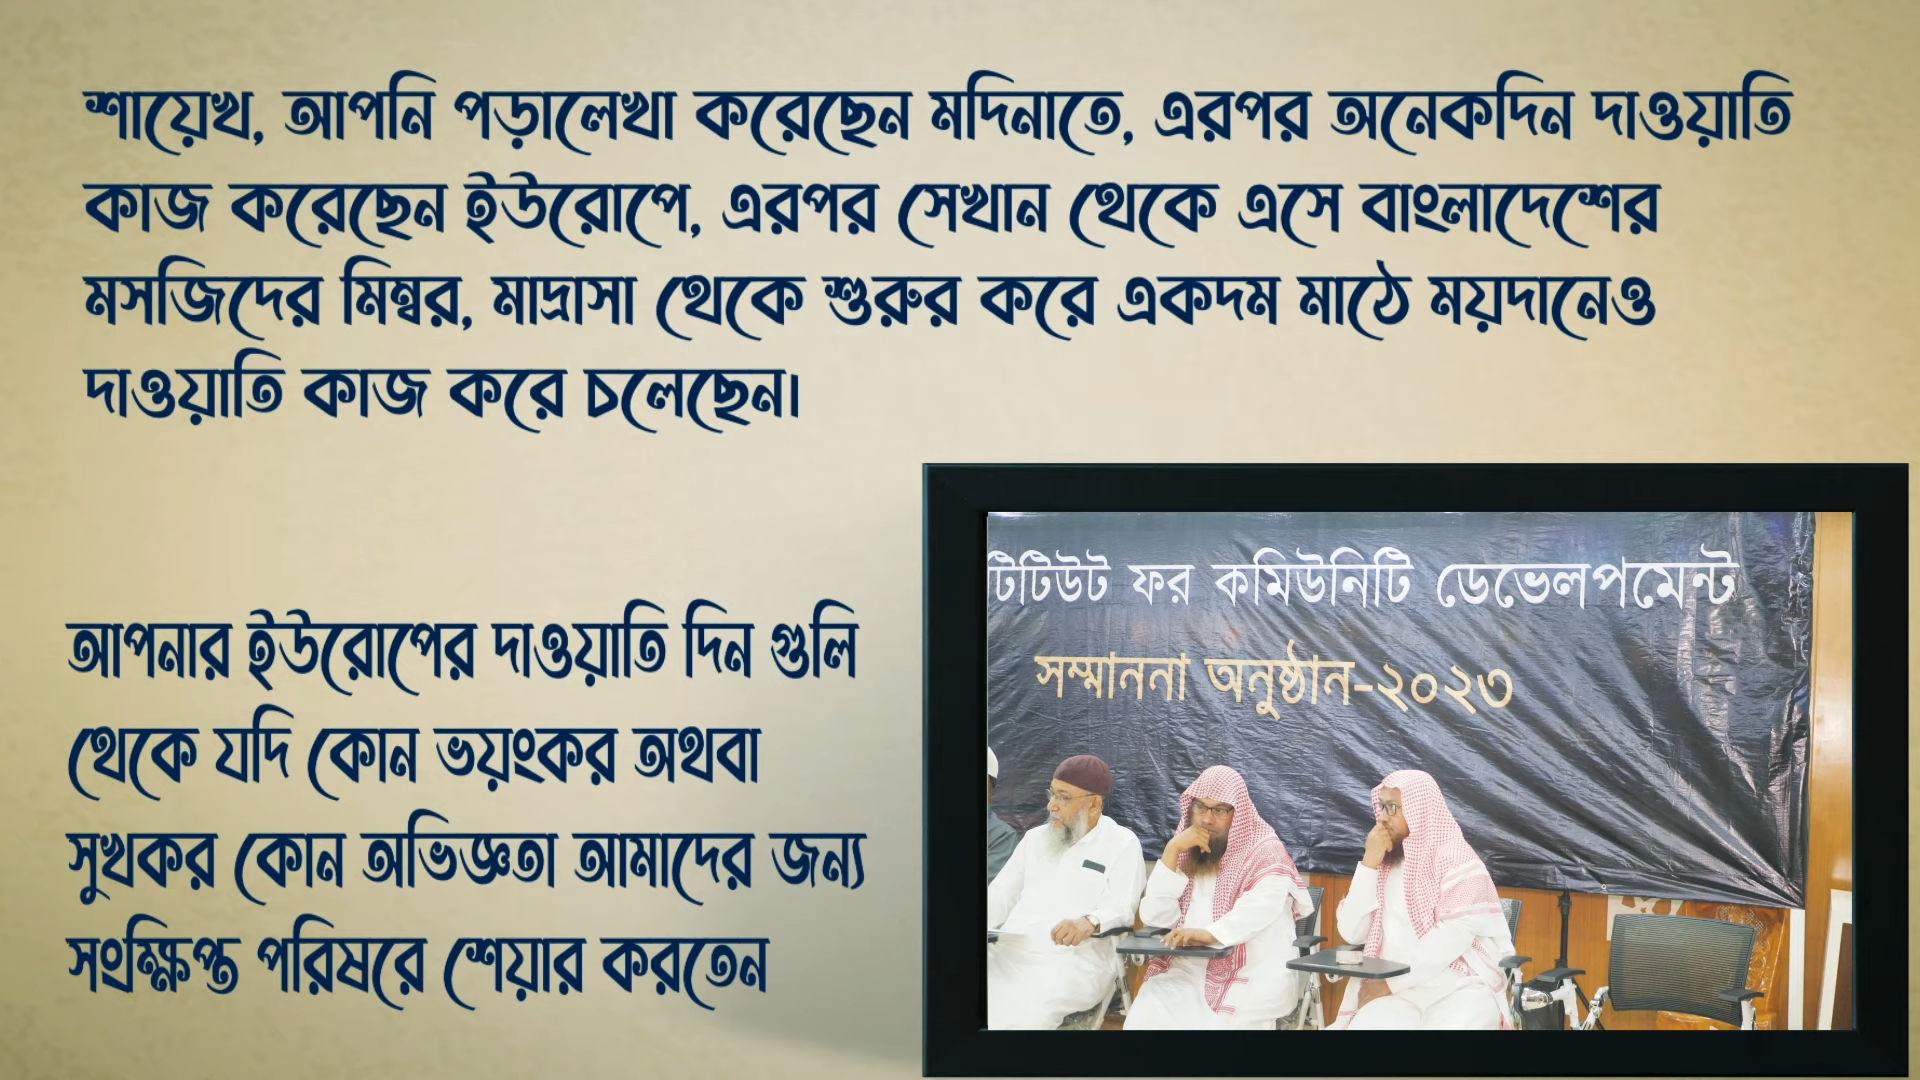 শায়েখ, আপনি পড়ালেখা করেছেন মদিনাতে, এরপর অনেকদিন দাওয়াতি
কাজ করেছেন ইউরোপে, এরপর সেখান থেকে এসে বাংলাদেশের
মসজিদের মিম্বর, মাদ্রাসা থেকে শুরুর করে একদম মাঠে ময়দানেও
দাওয়াতি কাজ করে চলেছেন।
আপনার ইউরোপের দাওয়াতি দিন গুলি
থেকে যদি কোন ভয়ংকর অথবা
সুখকর কোন অভিজ্ঞতা আমাদের জন্য
সংক্ষিপ্ত পরিষরে শেয়ার করতেন
টিটিউট ফর কমিউনিটি ডেভেলপমেন্ট
সম্মাননা অনুষ্ঠান-২০২৩